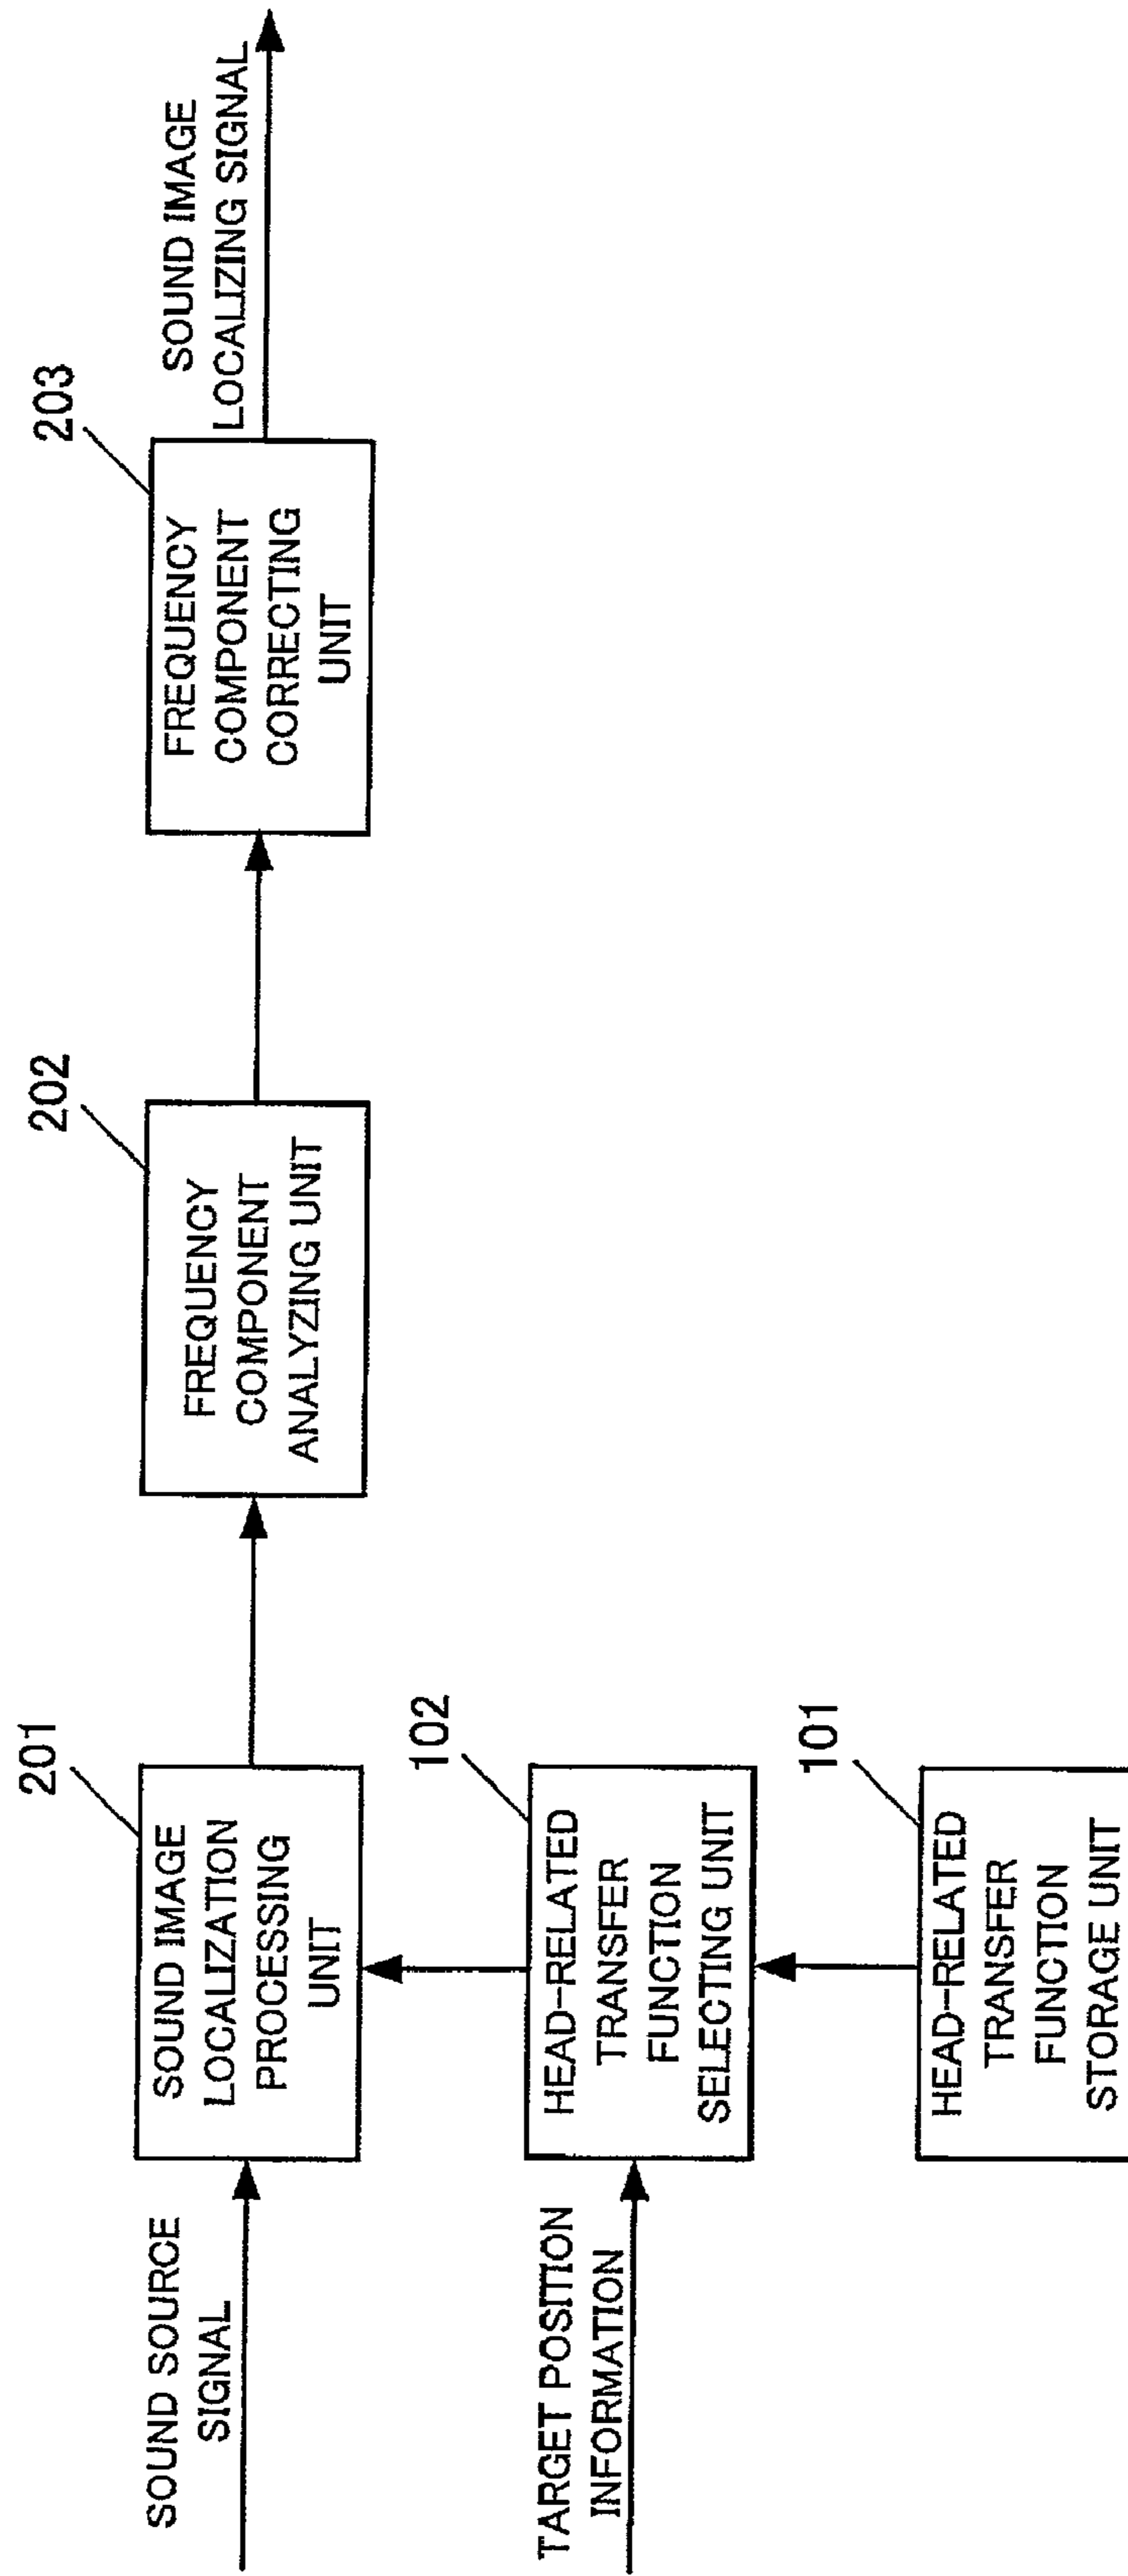 201
202
203
SOUND SOURCE
SIGNAL
SOUND IMAGE
LOCALIZATION
PROCESSING
UNIT
FREQUENCY
COMPONENT
ANALYZING UNIT
FREQUENCY
COMPONENT
CORRECTING
UNIT
SOUND IMAGE
LOCALIZING SIGNAL
102
TARGET POSITION
INFORMATION
HEAD-RELATED
TRANSFER
FUNCTION
SELECTING UNIT
101
HEAD-RELATED
TRANSFER
FUNCTION
STORAGE UNIT